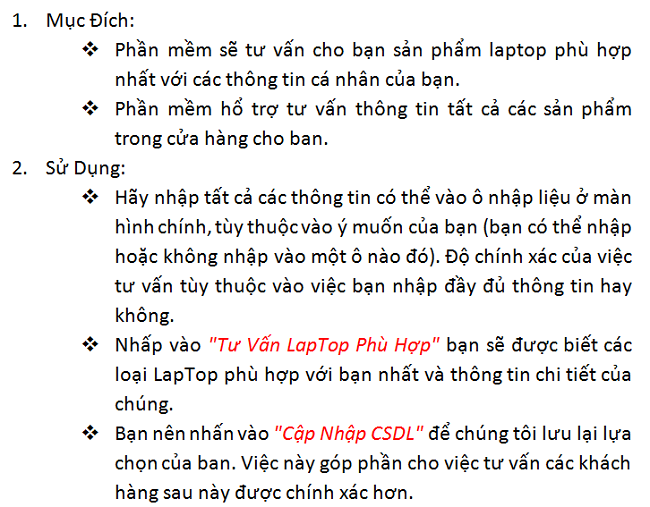 1. Mục Đích:
❖ Phần mềm sẽ tư vấn cho bạn sản phẩm laptop phù hợp
nhất với các thông tin cá nhân của bạn.
❖ Phần mềm hổ trợ tư vấn thông tin tất cả các sản phẩm
trong cửa hàng cho ban.
2. Sử Dụng:
❖ Hãy nhập tất cả các thông tin có thể vào ô nhập liệu ở màn
hình chính, tùy thuộc vào ý muốn của bạn (bạn có thể nhập
hoặc không nhập vào một ô nào đó). Độ chính xác của việc
tư vấn tùy thuộc vào việc bạn nhập đầy đủ thông tin hay
không.
❖ Nhấp vào "Tư Vấn LapTop Phù Hợp" bạn sẽ được biết các
loại LapTop phù hợp với bạn nhất và thông tin chi tiết của
chúng.
❖ Bạn nên nhấn vào "Cập Nhập CSDL" để chúng tôi lưu lại lựa
chọn của ban. Việc này góp phần cho việc tư vấn các khách
hàng sau này được chính xác hơn.